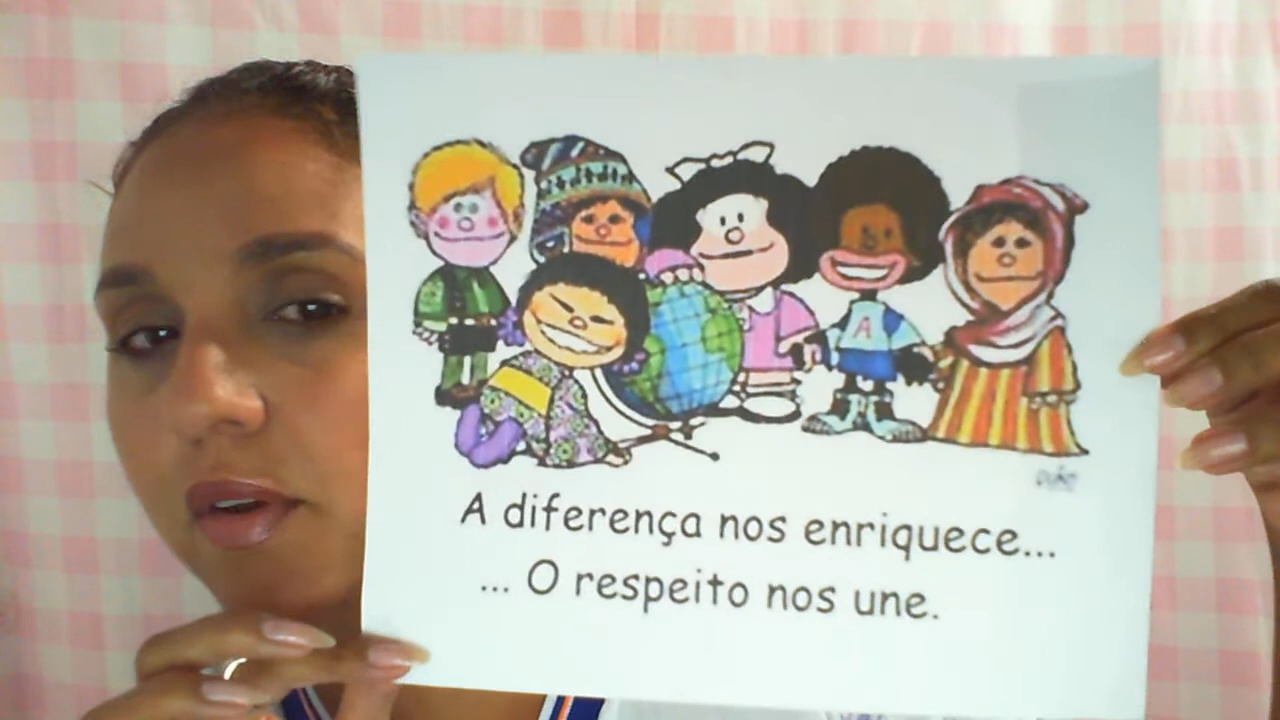 A
A diferença nos enriquece...
... O respeito nos une.